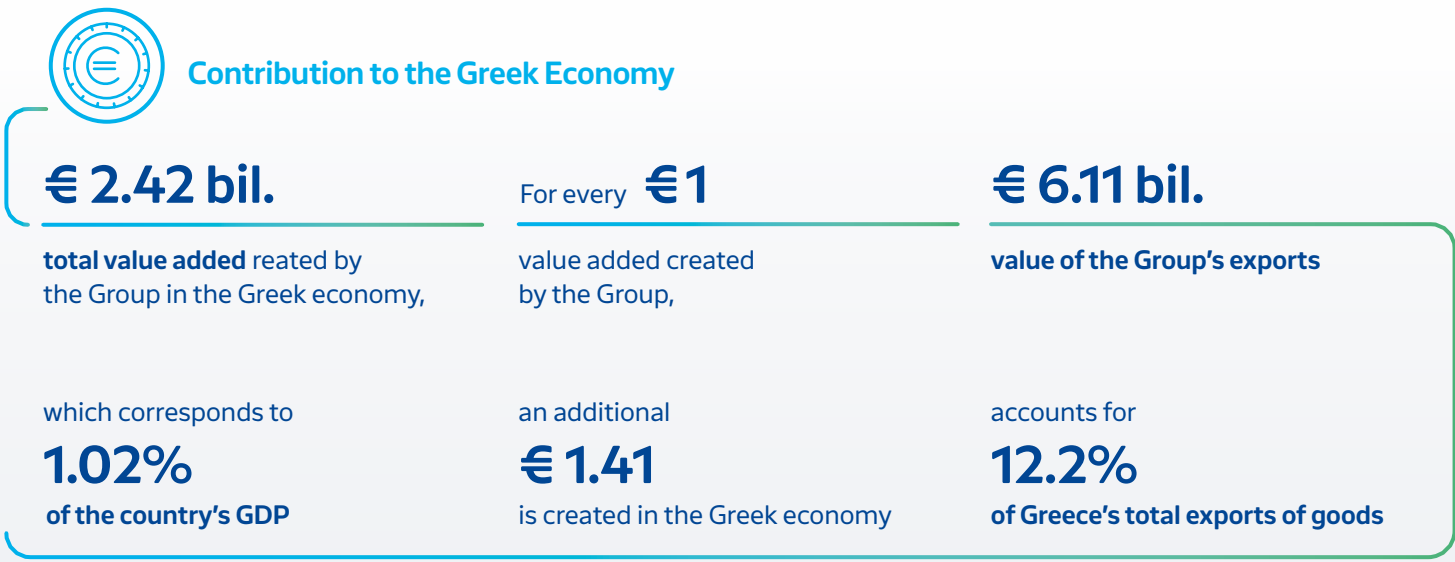 Contribution to the Greek Economy
€ 2.42 bil.
total value added reated by
the Group in the Greek economy,
which corresponds to
1.02%
of the country's GDP
For every € 1
value added created
by the Group,
an additional
€ 1.41
is created in the Greek economy
€ 6.11 bil.
value of the Group's exports
accounts for
12.2%
of Greece's total exports of goods